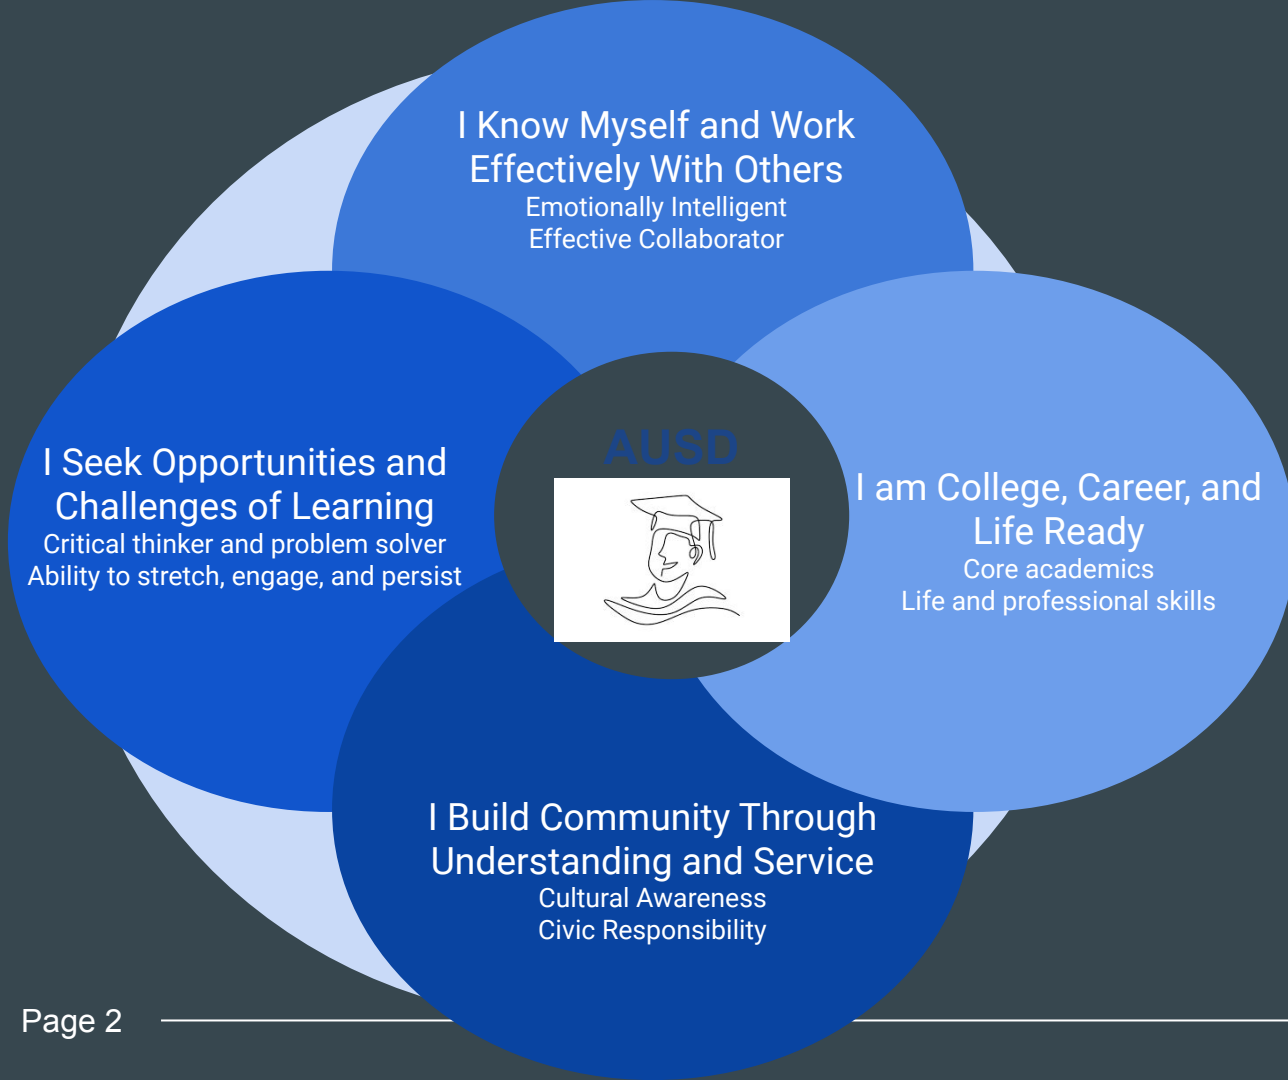 I Know Myself and Work
Effectively With Others
Emotionally Intelligent
Effective Collaborator
AUSD
I Seek Opportunities and
Challenges of Learning
Critical thinker and problem solver
Ability to stretch, engage, and persist
I am College, Career, and
Life Ready
Core academics
Life and professional skills
I Build Community Through
Understanding and Service
Cultural Awareness
Civic Responsibility
Page 2